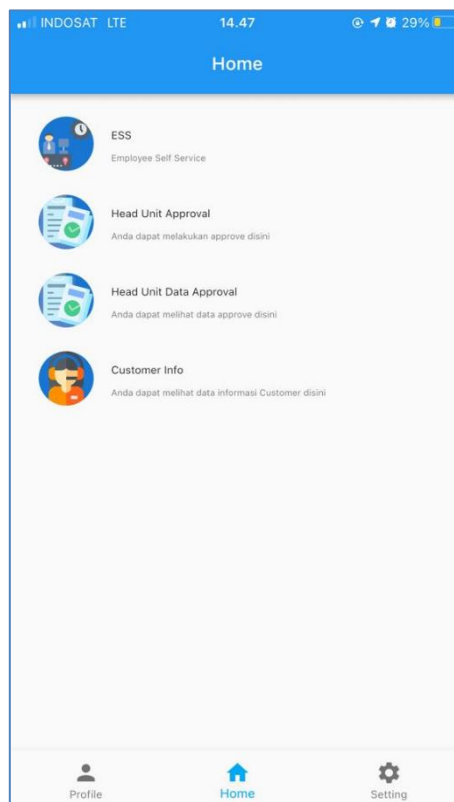 INDOSAT LTE 14.47 29%
Home
ESS
Employee Self Service
Head Unit Approval
Anda dapat melakukan approve disini
Head Unit Data Approval
Anda dapat melihat data approve disini
Customer Info
Anda dapat melihat data informasi Customer disini
Profile Home Setting